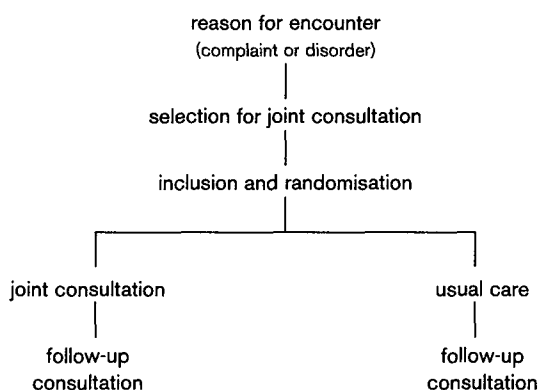 reason for encounter
(complaint or disorder)
selection for joint consultation
inclusion and randomisation
joint consultation
usual care
follow-up
consultation
follow-up
consultation